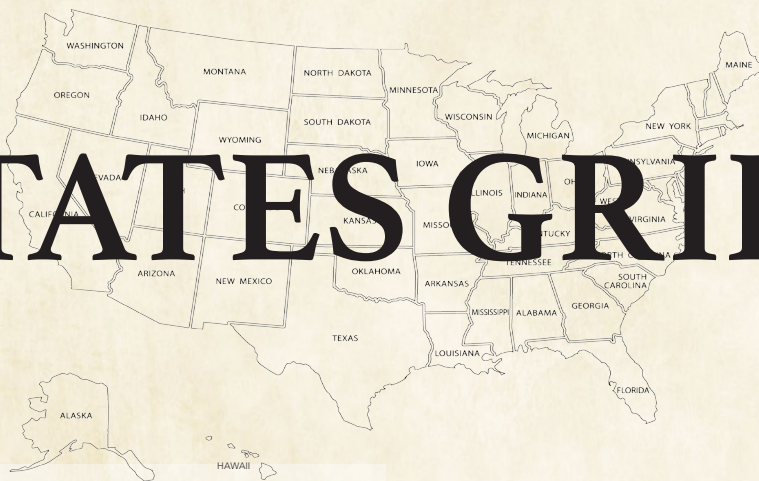 WASHINGTON
MONTANA
NORTH DAKOTA
MINNESOTA
MAINE
OREGON
IDAHO
WISCONSIN
MICHIGAN
NEW YORK
SOUTH DAKOTA
WYOMING
IOWA
TATES GRI
ILLINOIS
INDIANA
VIRGINIA
KANSAS
ARIZONA
NEW MEXICO
OKLAHOMA
ARKANSAS
TENNESSEE
SOUTH
CAROLINA
MISSISSIPPI
ALABAMA
GEORGIA
TEXAS
LOUISIANA
FLORIDA
ALASKA
HAWAII